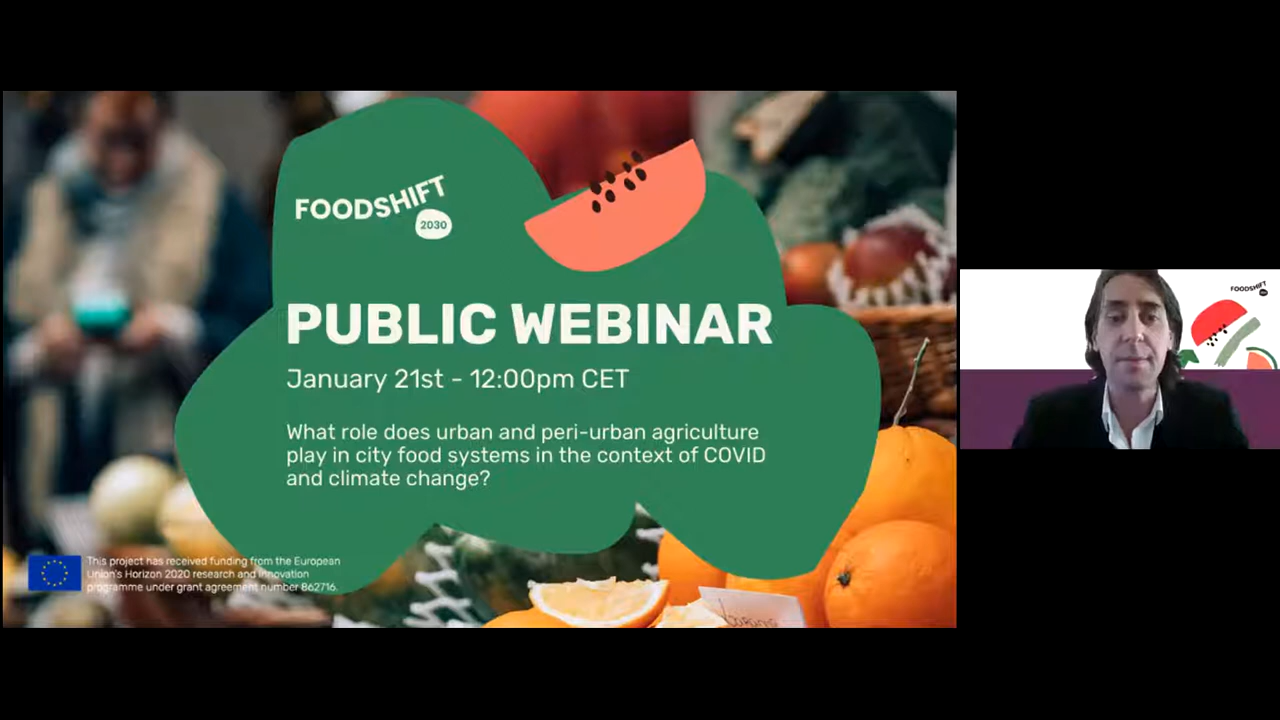 FOODSHIFT
2030
PUBLIC WEBINAR
January 21st - 12:00pm CET
What role does urban and peri-urban agriculture
play in city food systems in the context of COVID
and climate change?
This project has received funding from the European
Union's Horizon 2020 research and innovation
programme under grant agreement number 862716.
FOODSHIFT